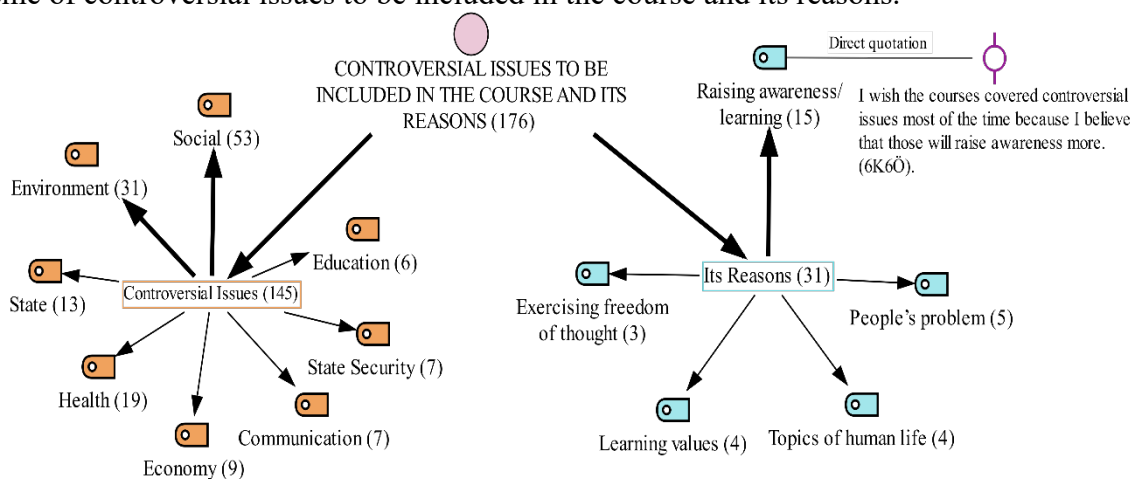 of controversial issues to be included in the course and its reasons.
CONTROVERSIAL ISSUES TO BE
INCLUDED IN THE COURSE AND ITS
REASONS (176)
Direct quotation
Raising awareness/
learning (15)
I wish the courses covered controversial
issues most of the time because I believe
that those will raise awareness more.
(6K6Ö).
Social (53)
Environment (31)
Education (6)
State (13)
Controversial Issues (145)
State Security (7)
Health (19)
Communication (7)
Economy (9)
Its Reasons (31)
Exercising freedom
of thought (3)
People's problem (5)
Learning values (4)
Topics of human life (4)